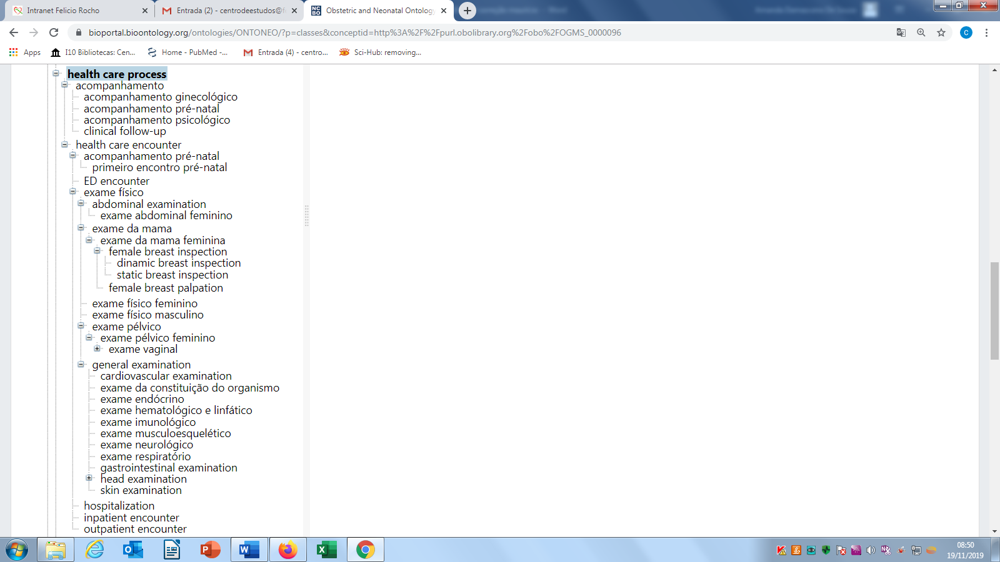 Intranet Felicio Rocho
Entrada (2) - centrodeestudos@f
Obstetric and Neonatal Ontology
bioportal.bioontology.org/ontologies/ONTONEO/?p=classes&conceptid=http%3A%2F%2Fpurl.obolibrary.org%2Fobo%2FOGMS_0000096
C
Apps
I10 Bibliotecas: Cen...
Home - PubMed -...
Entrada (4) - centro...
Sci-Hub: removing...
health care process
acompanhamento
acompanhamento ginecológico
acompanhamento pré-natal
acompanhamento psicológico
clinical follow-up
health care encounter
acompanhamento pré-natal
primeiro encontro pré-natal
ED encounter
exame físico
abdominal examination
exame abdominal feminino
exame da mama
exame da mama feminina
female breast inspection
dinamic breast inspection
static breast inspection
female breast palpation
exame físico feminino
exame físico masculino
exame pélvico
exame pélvico feminino
exame vaginal
general examination
cardiovascular examination
exame da constituição do organismo
exame endócrino
exame hematológico e linfático
exame imunológico
exame musculoesquelético
exame neurológico
exame respiratório
gastrointestinal examination
head examination
skin examination
hospitalization
inpatient encounter
outpatient encounter
08:50
19/11/2019